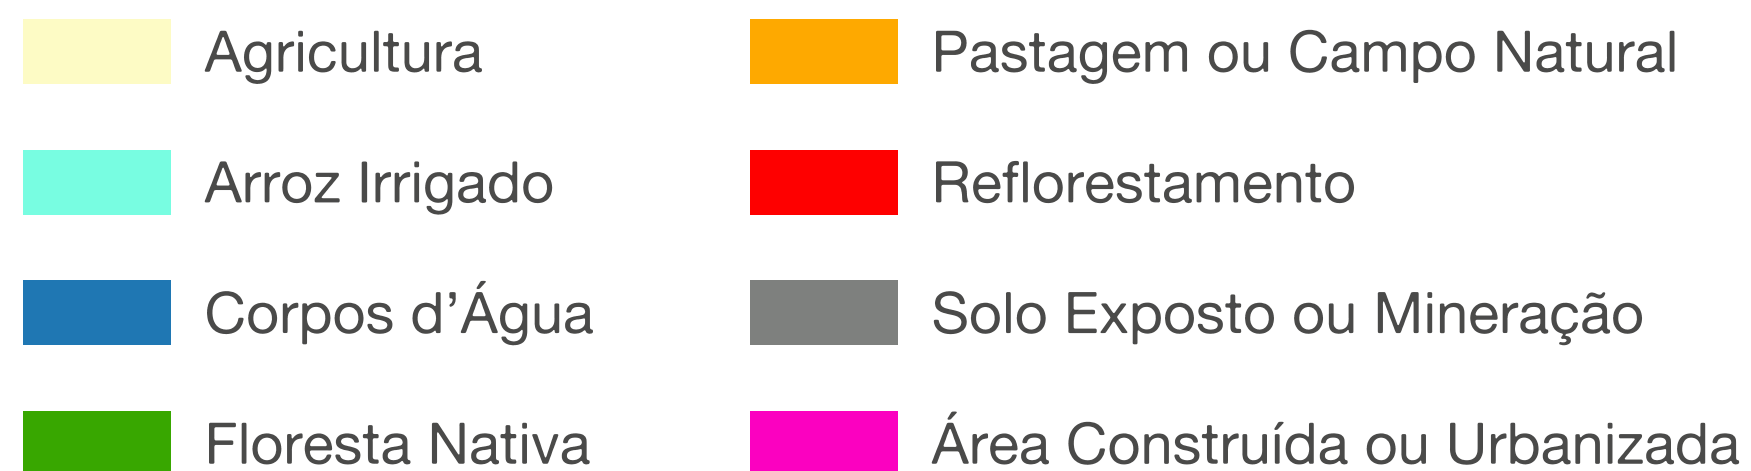 Agricultura
Arroz Irrigado
Corpos d’Água
Floresta Nativa
Pastagem ou Campo Natural
Reflorestamento
Solo Exposto ou Mineração
Área Construída ou Urbanizada